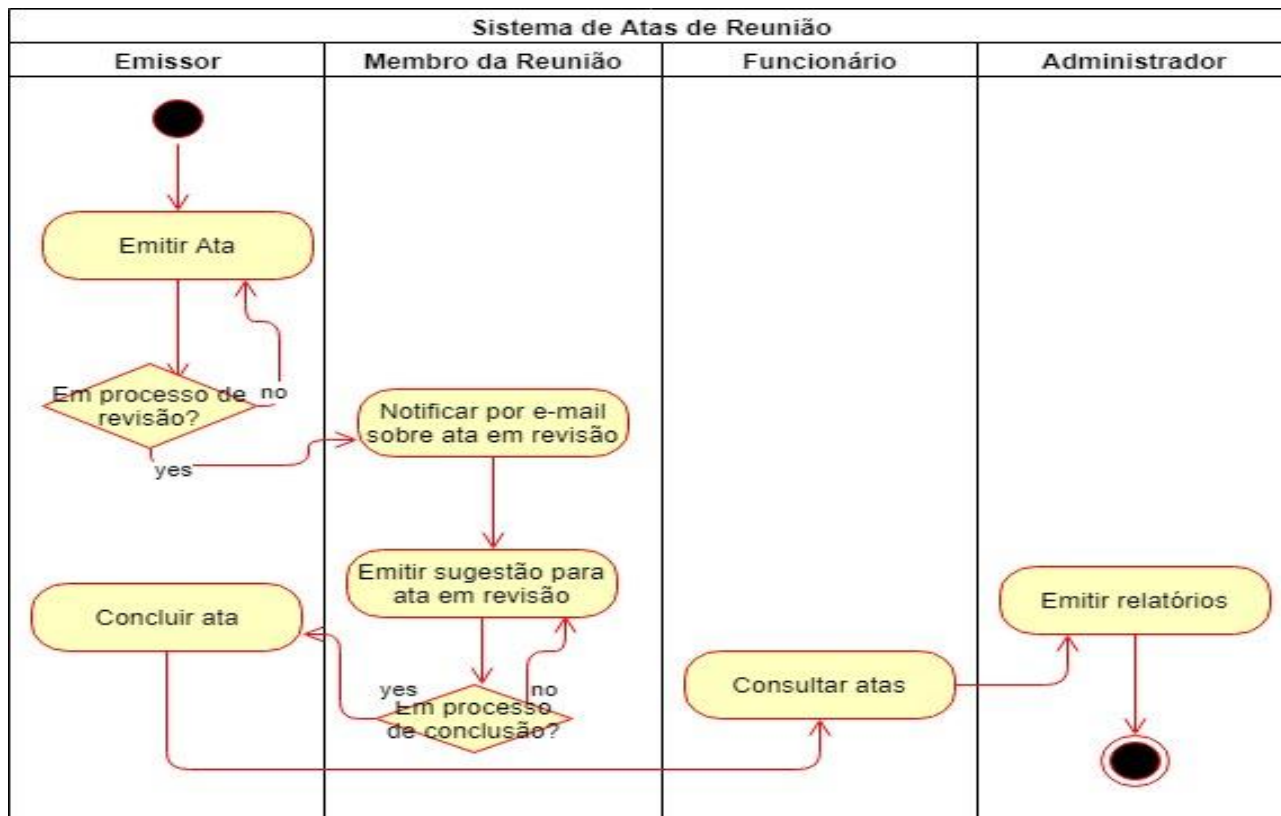 Sistema de Atas de Reunião
Emissor
Membro da Reunião
Funcionário
Administrador
Emitir Ata
Em processo de
revisão?
no
yes
Notificar por e-mail
sobre ata em revisão
Emitir sugestão para
ata em revisão
Concluir ata
yes
no
Em processo
de conclusão?
Consultar atas
Emitir relatórios